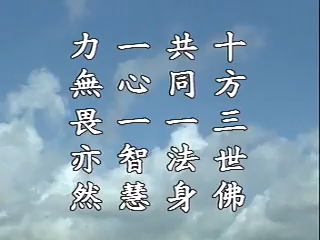 十方三世佛
共同一法身
一心一智慧
力無畏亦然